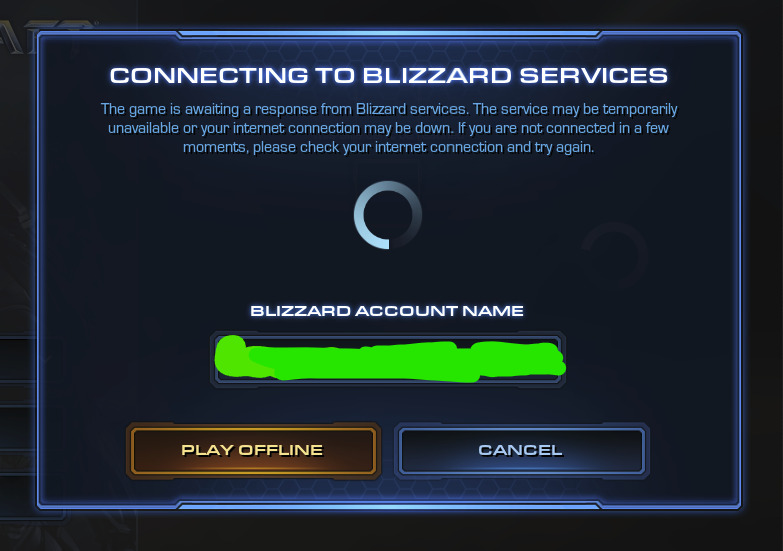 CONNECTING TO BLIZZARD SERVICES
The game is awaiting a response from Blizzard services. The service may be temporarily
unavailable or your internet connection may be down. If you are not connected in a few
moments, please check your internet connection and try again.
BLIZZARD ACCOUNT NAME
PLAY OFFLINE
CANCEL